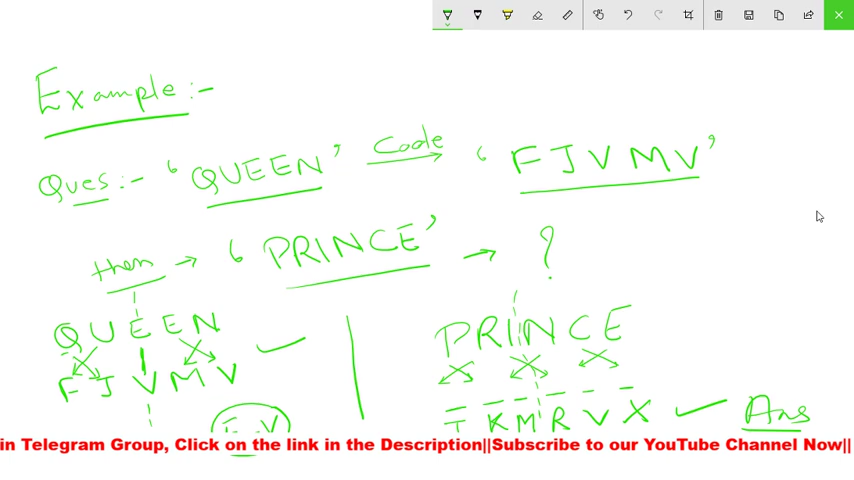 Example:-
Ques:- 'QUEEN' Code 'FJVMV'
then → 'PRINCE' → ?
QUEEN
PRINCE
FJVMV
KMRVX Ans
in Telegram Group, Click on the link in the Description||Subscribe to our YouTube Channel Now||